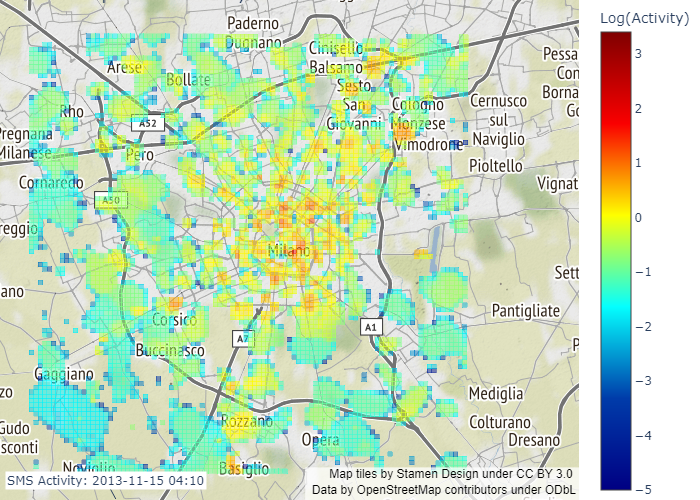 Log(Activity)
3
2
1
0
−1
−2
−3
−4
−5
Paderno
Dugnano
Cinisello
Balsamo
Arese
Bollate
Sesto
San
Giovanni
Cologno
Monzese
Vimodrone
Cernusco
sul
Naviglio
Pessa
Con
Borna
Go
Rho
A52
Pregnana
Milanese
Pero
Pioltello
Cornaredo
Vignat
A50
reggio
Milano
Sett
ano
Corsico
Pantigliate
A7
A1
Buccinasco
P
Gaggiano
zo
Mediglia
Rozzano
Colturano
Gudo
sconti
Opera
Dresano
Noviglio
Basiglio
SMS Activity: 2013-11-15 04:10
Map tiles by Stamen Design under CC BY 3.0
Data by OpenStreetMap contributors under ODbL